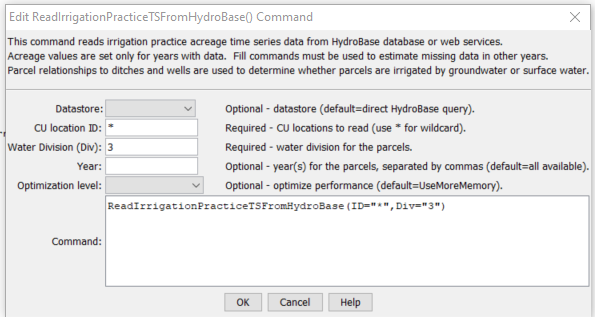 Edit ReadIrrigationPracticeTSFromHydroBase() Command
This command reads irrigation practice acreage time series data from HydroBase database or web services.
Acreage values are set only for years with data.  Fill commands must be used to estimate missing data in other years.
Parcel relationships to ditches and wells are used to determine whether parcels are irrigated by groundwater or surface water.
Datastore: Optional - datastore (default=direct HydroBase query).
CU location ID: * Required - CU locations to read (use * for wildcard).
Water Division (Div): 3 Required - water division for the parcels.
Year: Optional - year(s) for the parcels, separated by commas (default=all available).
Optimization level: Optional - optimize performance (default=UseMoreMemory).
ReadIrrigationPracticeTSFromHydroBase(ID="*",Div="3")
Command:
OK Cancel Help